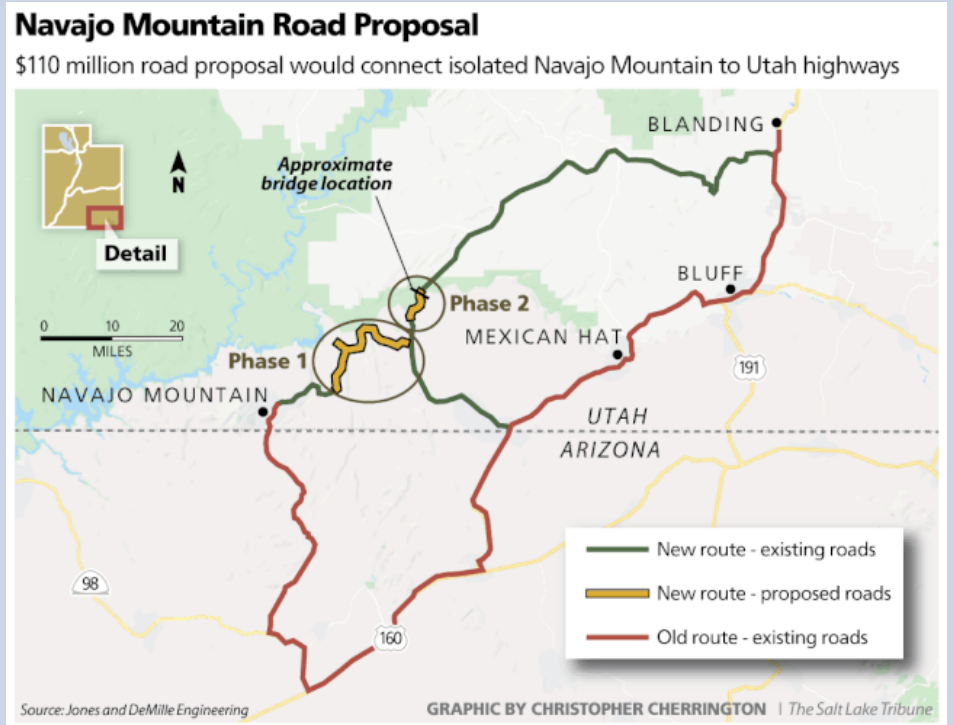 Navajo Mountain Road Proposal
$110 million road proposal would connect isolated Navajo Mountain to Utah highways
BLANDING
Approximate
bridge location
N
Detail
BLUFF
Phase 2
0 10 20
MILES
MEXICAN HAT
Phase 1
191
NAVAJO MOUNTAIN
UTAH
ARIZONA
New route - existing roads
98
New route - proposed roads
160
Old route - existing roads
Source: Jones and DeMille Engineering
GRAPHIC BY CHRISTOPHER CHERRINGTON | The Salt Lake Tribune